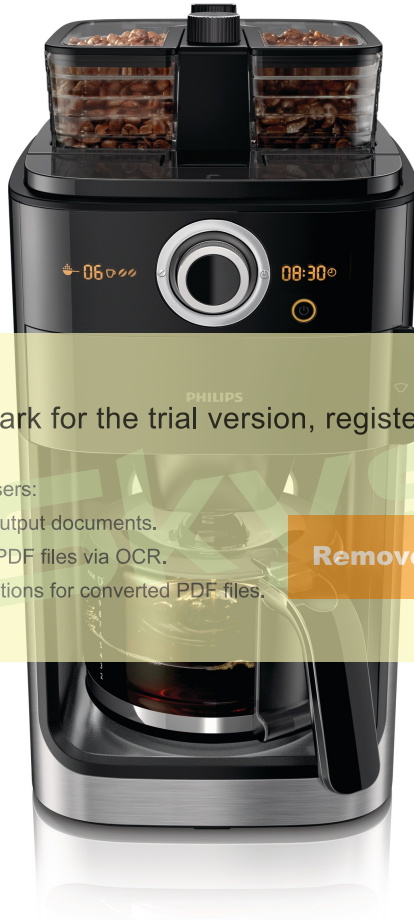 06
08:30
PHILIPS
ark for the trial version, registe
sers:
utput documents.
PDF files via OCR.
tions for converted PDF files.
Remove